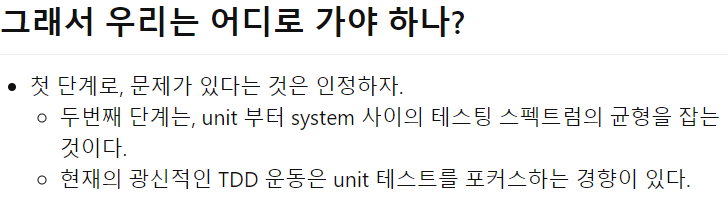 그래서 우리는 어디로 가야 하나?
첫 단계로, 문제가 있다는 것은 인정하자.
두번째 단계는, unit 부터 system 사이의 테스팅 스펙트럼의 균형을 잡는
것이다.
현재의 광신적인 TDD 운동은 unit 테스트를 포커스하는 경향이 있다.